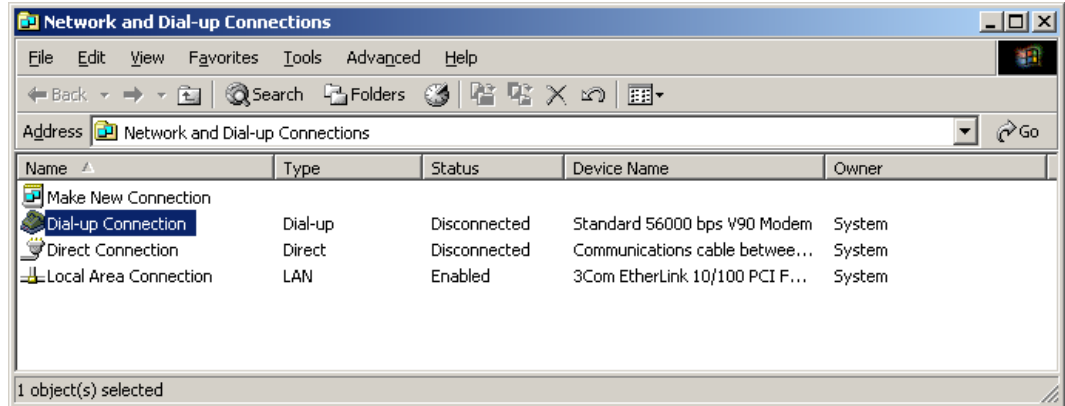 Network and Dial-up Connections
File Edit View Favorites Tools Advanced Help
Back Search Folders
Address Network and Dial-up Connections Go
Name Type Status Device Name Owner
Make New Connection
Dial-up Connection Dial-up Disconnected Standard 56000 bps V90 Modem System
Direct Connection Direct Disconnected Communications cable betwee... System
Local Area Connection LAN Enabled 3Com EtherLink 10/100 PCI F... System
1 object(s) selected